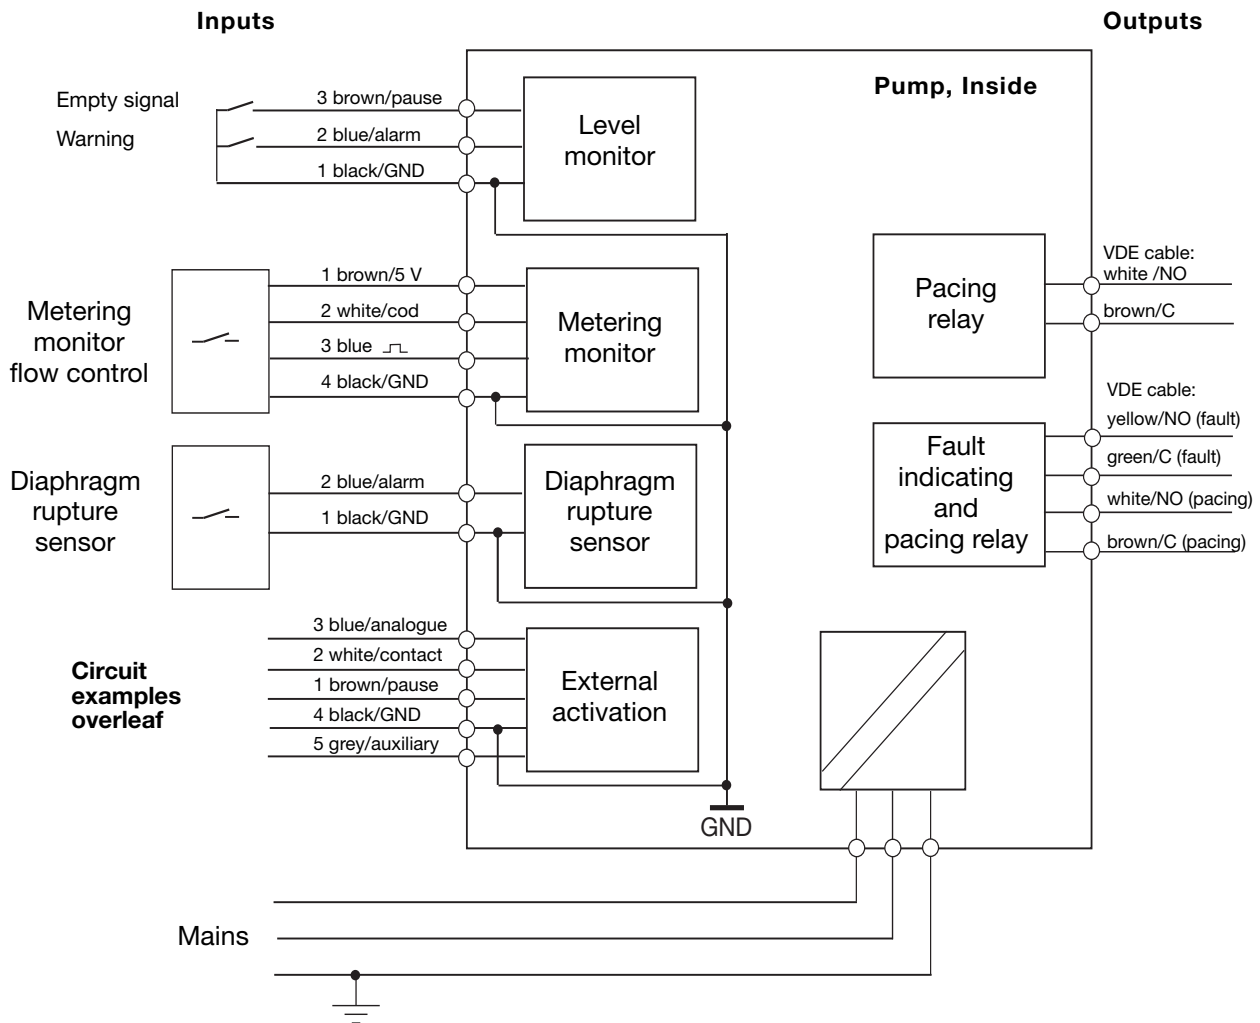 Inputs
Outputs
Pump, Inside
Empty signal
Warning
3 brown/pause
2 blue/alarm
1 black/GND
Level
monitor
Metering
monitor
flow control
1 brown/5 V
2 white/cod
3 blue
4 black/GND
Metering
monitor
Diaphragm
rupture
sensor
2 blue/alarm
1 black/GND
Diaphragm
rupture
sensor
Circuit
examples
overleaf
3 blue/analogue
2 white/contact
1 brown/pause
4 black/GND
5 grey/auxiliary
External
activation
GND
Pacing
relay
VDE cable:
white /NO
brown/C
Fault
indicating
and
pacing relay
VDE cable:
yellow/NO (fault)
green/C (fault)
white/NO (pacing)
brown/C (pacing)
Mains